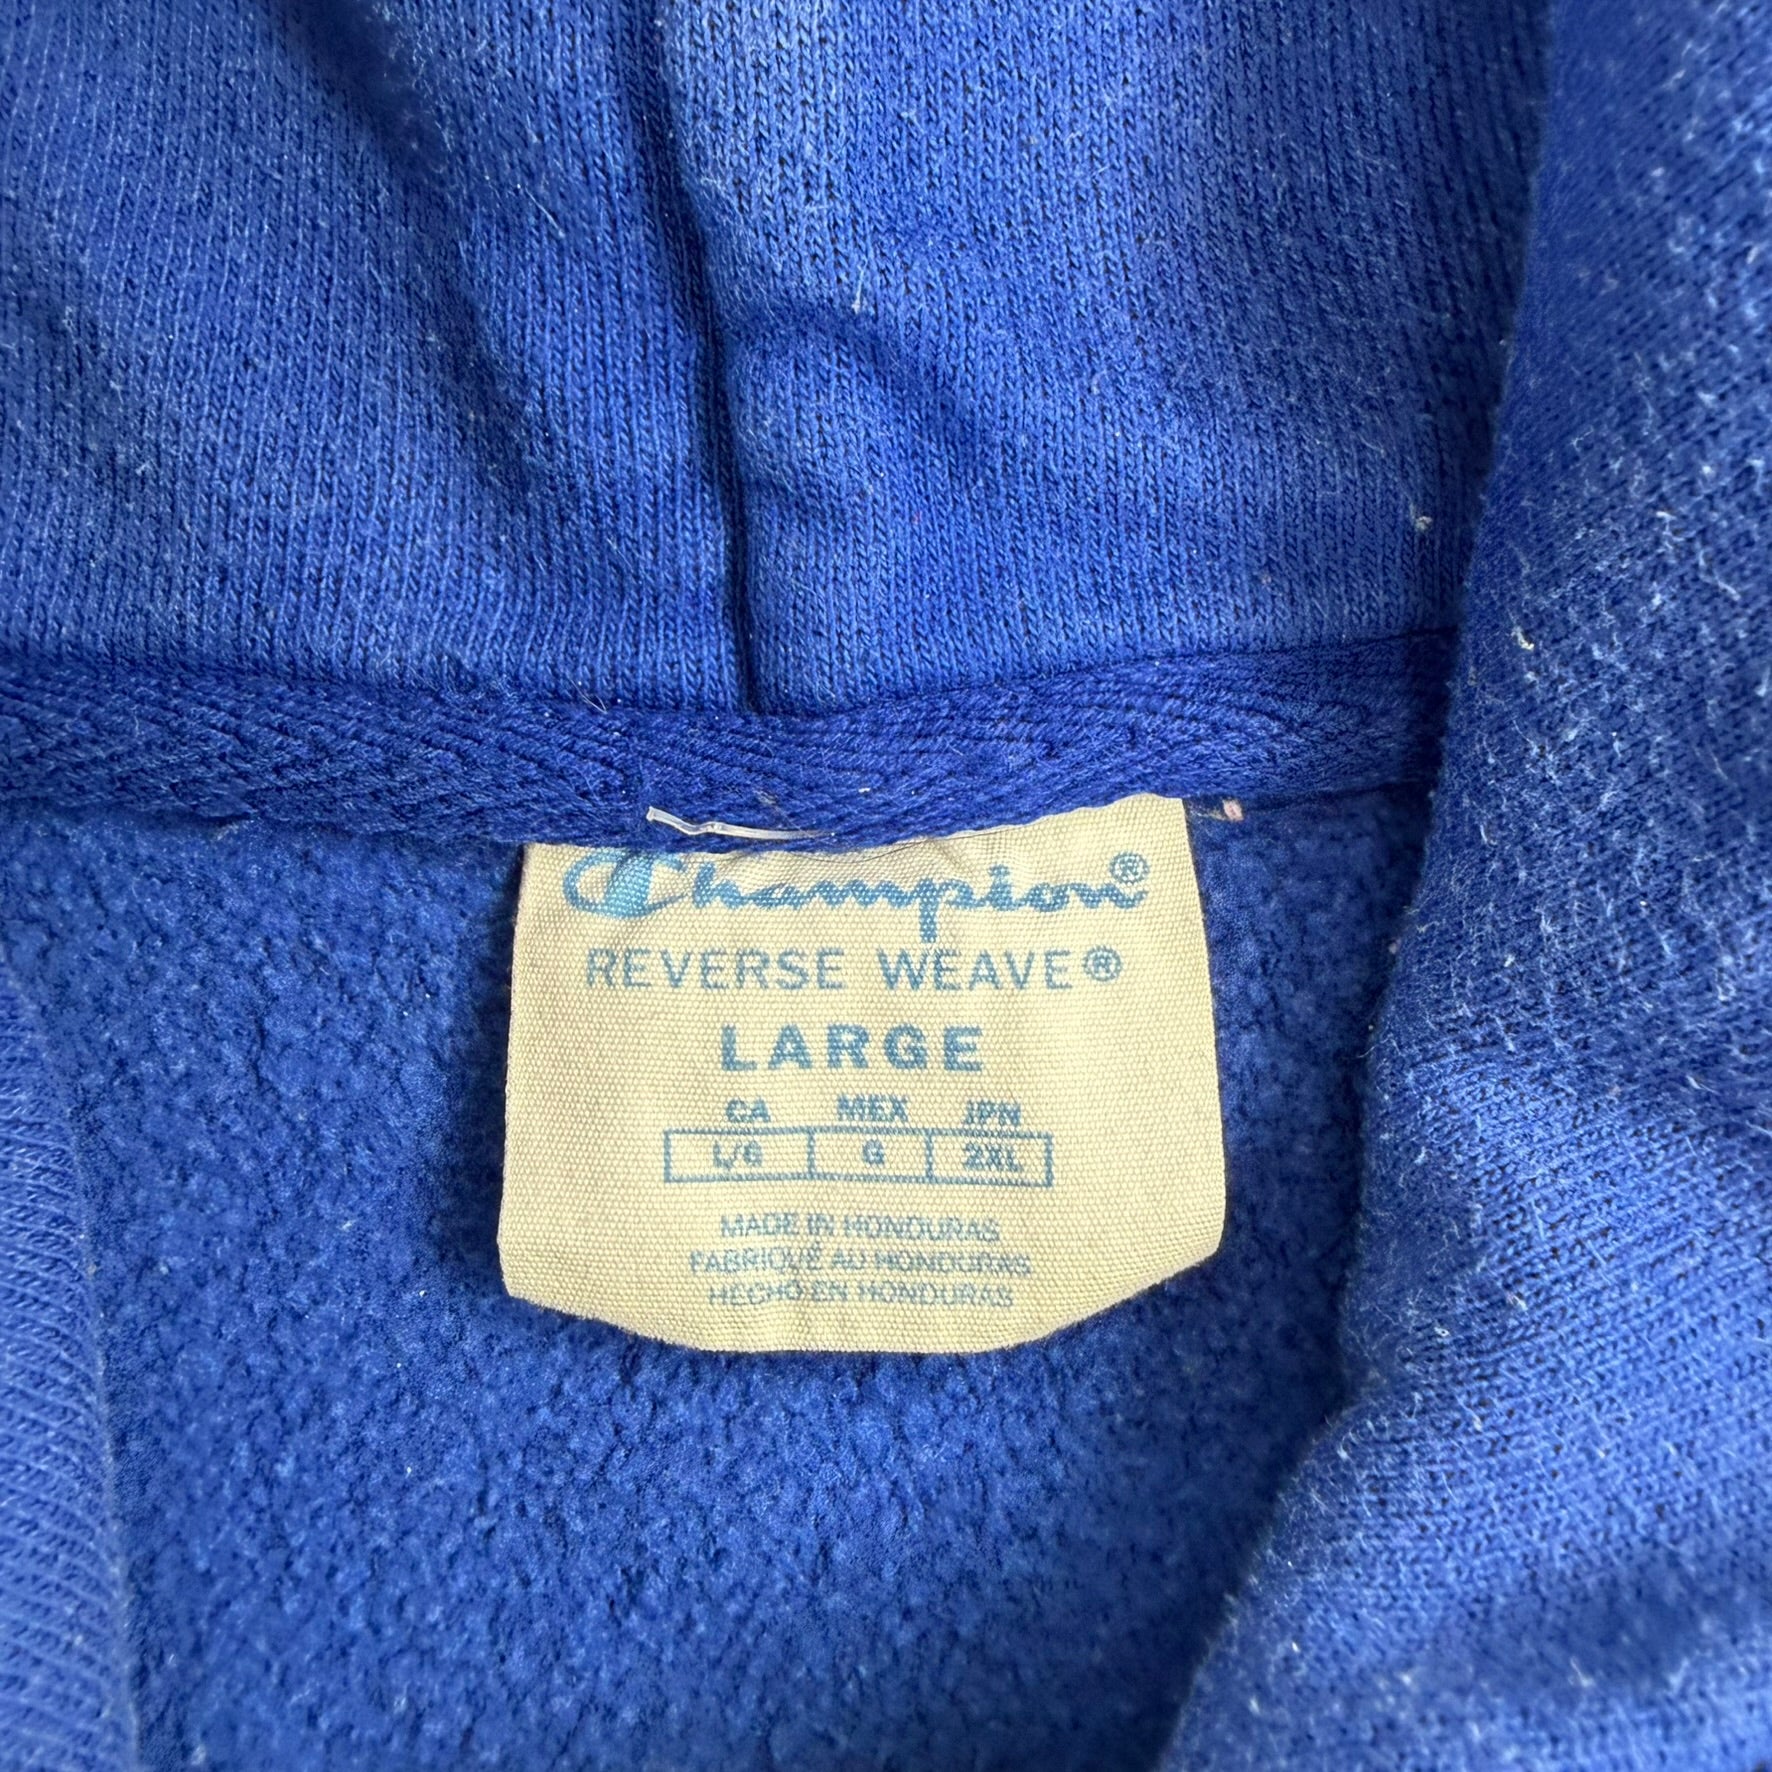 Champion®
REVERSE WEAVE®
LARGE
CA MEX JPN
L/G G 2XL
MADE IN HONDURAS
FABRIQUÉ AU HONDURAS
HECHO EN HONDURAS